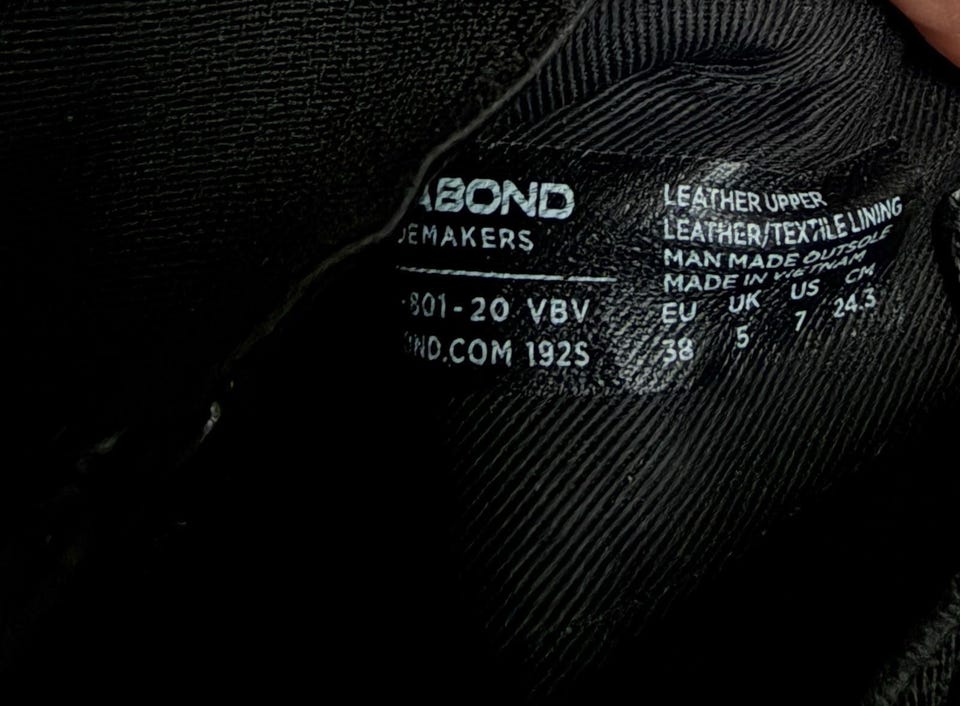 ABOND
EMAKERS
801-20 VBV
ND.COM 192S
LEATHER UPPER
LEATHER/TEXTILE LINING
MAN MADE OUTSOLE
MADE IN VIETNAM
EU UK US CM
38 5 7 24.3